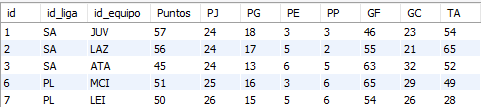 id id_liga id_equipo Puntos PJ PG PE PP GF GC TA
1 SA JUV 57 24 18 3 3 46 23 54
2 SA LAZ 56 24 17 5 2 55 21 65
3 SA ATA 45 24 13 6 5 63 32 52
6 PL MCI 51 25 16 3 6 65 29 49
7 PL LEI 50 26 15 5 6 54 26 28